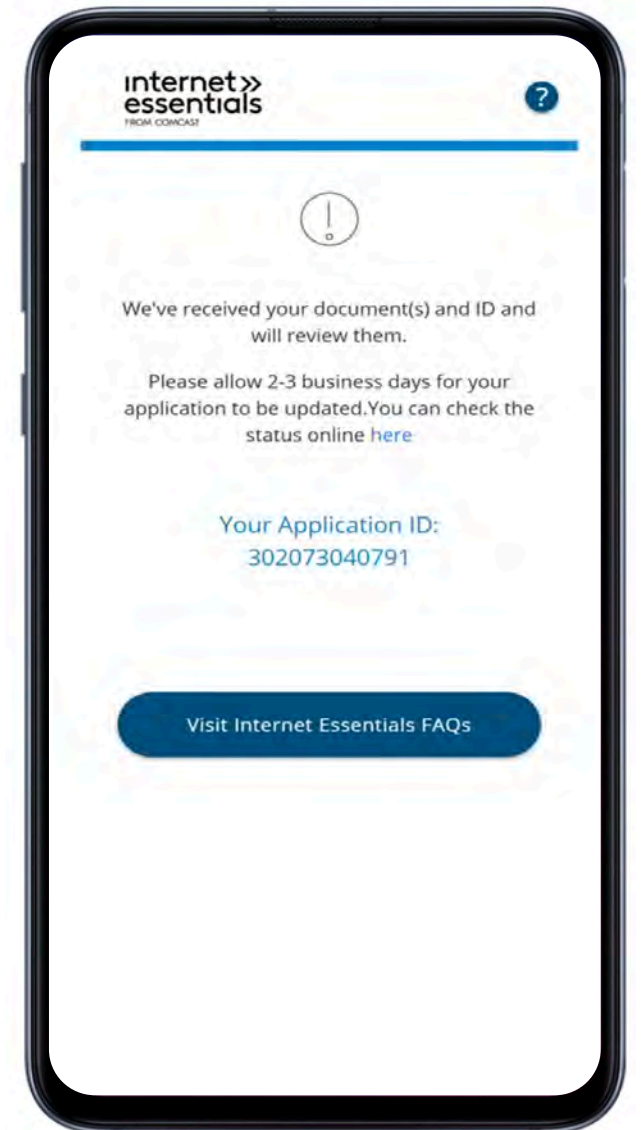 internet»
essentials
FROM COMCAST
?
We've received your document(s) and ID and
will review them.
Please allow 2-3 business days for your
application to be updated.You can check the
status online here
Your Application ID:
302073040791
Visit Internet Essentials FAQs